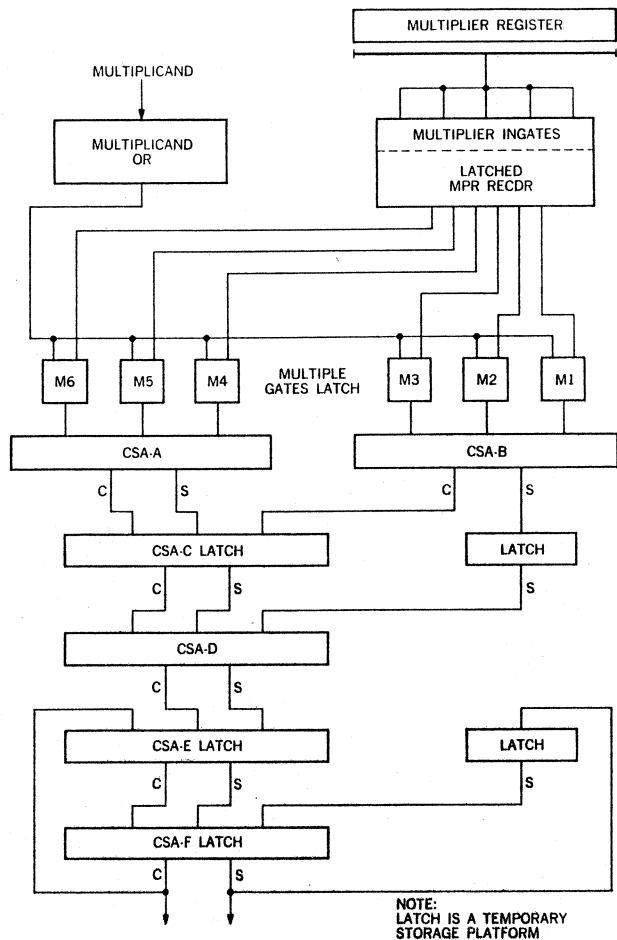 MULTIPLIER REGISTER
MULTIPLICAND
MULTIPLICAND
OR
MULTIPLIER INGATES
LATCHED
MPR RECDR
M6
M5
M4
MULTIPLE
GATES LATCH
M3
M2
M1
CSA-A
CSA-B
C
S
C
S
CSA-C LATCH
LATCH
C
S
S
CSA-D
C
S
CSA-E LATCH
LATCH
C
S
S
CSA-F LATCH
C
S
NOTE:
LATCH IS A TEMPORARY
STORAGE PLATFORM